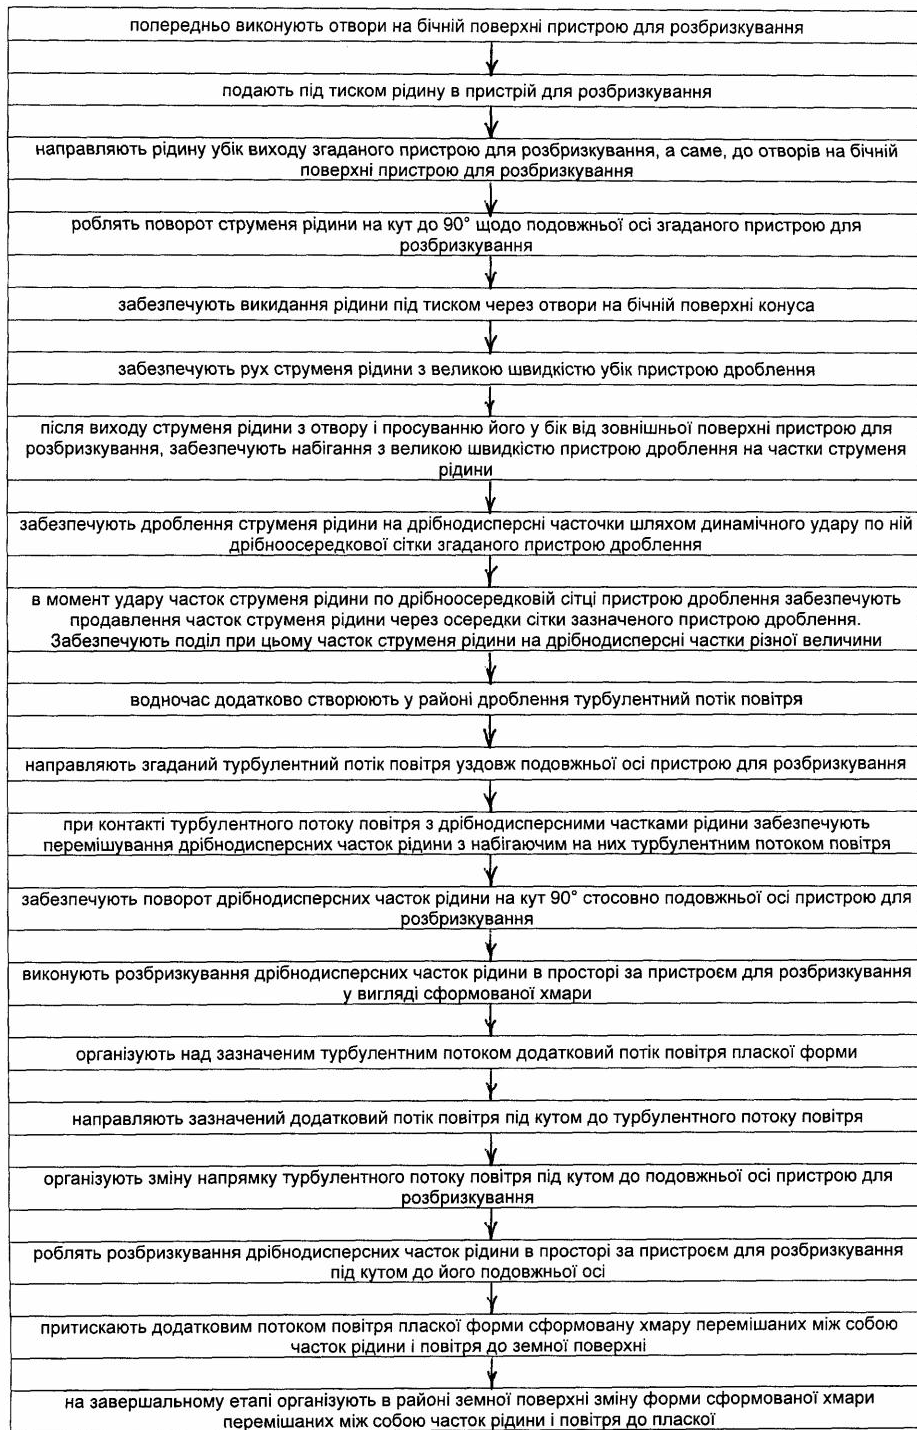 попередньо виконують отвори на бічній поверхні пристрою для розбризкування
подають під тиском рідину в пристрій для розбризкування
направляють рідину убік виходу згаданого пристрою для розбризкування, а саме, до отворів на бічній
поверхні пристрою для розбризкування
роблять поворот струменя рідини на кут до 90° щодо подовжньої осі згаданого пристрою для
розбризкування
забезпечують викидання рідини під тиском через отвори на бічній поверхні конуса
забезпечують рух струменя рідини з великою швидкістю убік пристрою дроблення
після виходу струменя рідини з отвору і просуванню його у бік від зовнішньої поверхні пристрою для
розбризкування, забезпечують набігання з великою швидкістю пристрою дроблення на частки струменя
рідини
забезпечують дроблення струменя рідини на дрібнодисперсні часточки шляхом динамічного удару по ній
дрібноосередкової сітки згаданого пристрою дроблення
в момент удару часток струменя рідини по дрібноосередковій сітці пристрою дроблення забезпечують
продавлення часток струменя рідини через осередки сітки зазначеного пристрою дроблення.
Забезпечують поділ при цьому часток струменя рідини на дрібнодисперсні частки різної величини
водночас додатково створюють у районі дроблення турбулентний потік повітря
направляють згаданий турбулентний потік повітря уздовж подовжньої осі пристрою для розбризкування
при контакті турбулентного потоку повітря з дрібнодисперсними частками рідини забезпечують
перемішування дрібнодисперсних часток рідини з набігаючим на них турбулентним потоком повітря
забезпечують поворот дрібнодисперсних часток рідини на кут 90° стосовно подовжньої осі пристрою для
розбризкування
виконують розбризкування дрібнодисперсних часток рідини в просторі за пристроєм для розбризкування
у вигляді сформованої хмари
організують над зазначеним турбулентним потоком додатковий потік повітря пласкої форми
направляють зазначений додатковий потік повітря під кутом до турбулентного потоку повітря
організують зміну напрямку турбулентного потоку повітря під кутом до подовжньої осі пристрою для
розбризкування
роблять розбризкування дрібнодисперсних часток рідини в просторі за пристроєм для розбризкування
під кутом до його подовжньої осі
притискають додатковим потоком повітря пласкої форми сформовану хмару перемішаних між собою
часток рідини і повітря до земної поверхні
на завершальному етапі організують в районі земної поверхні зміну форми сформованої хмари
перемішаних між собою часток рідини і повітря до пласкої